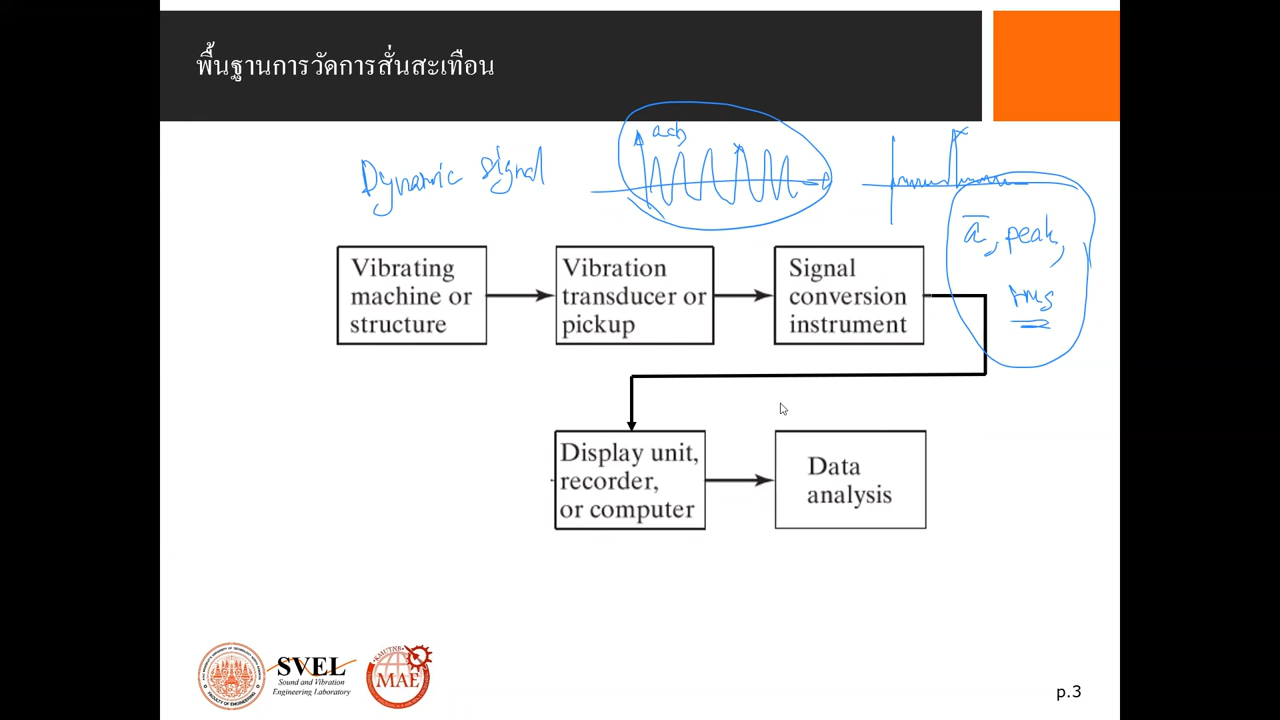 พื้นฐานการวัดการสั่นสะเทือน
Dynamic signal
a(t)
a̅, peak,
rms
Vibrating
machine or
structure
Vibration
transducer or
pickup
Signal
conversion
instrument
Display unit,
recorder,
or computer
Data
analysis
SVEL
Sound and Vibration
Engineering Laboratory
KMUTNB
MAE
p.3